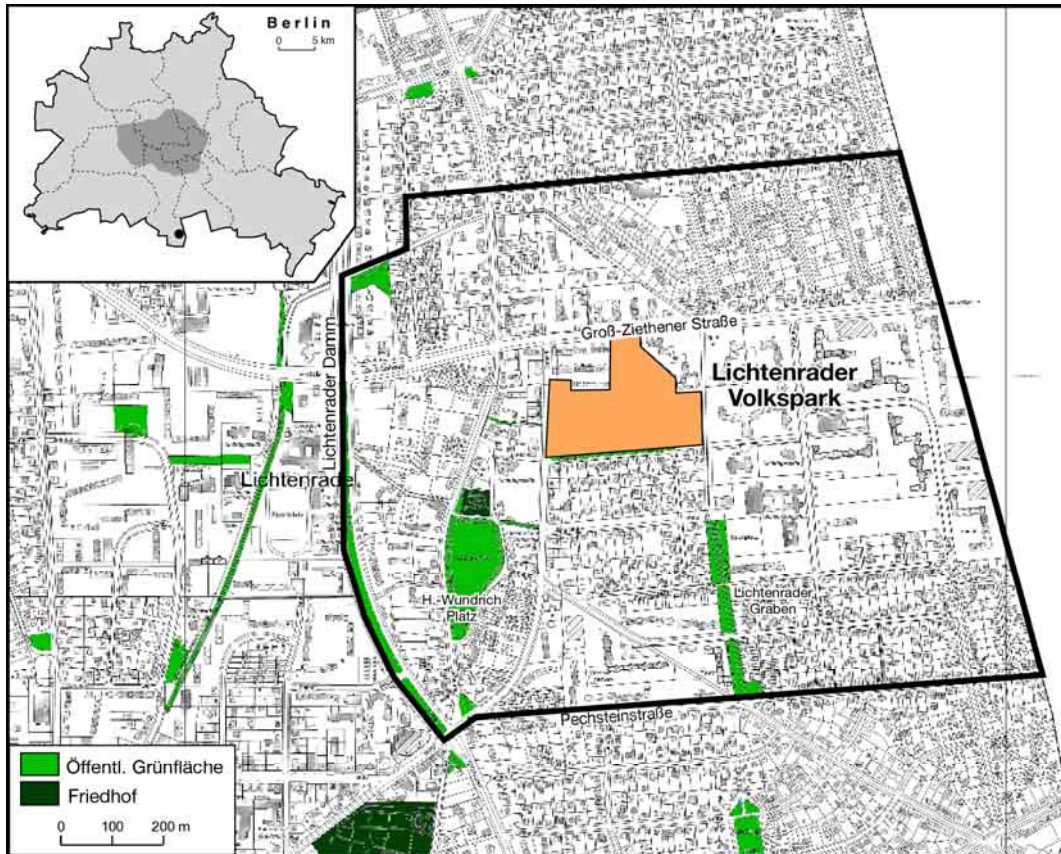 Berlin
0 5 km
Groß-Ziethener Straße
Lichtenrader Damm
Lichtenrader
Volkspark
Lichtenrade
H.-Wundrich
Platz
Lichtenrader
Graben
Pechsteinstraße
Öffentl. Grünfläche
Friedhof
0 100 200 m